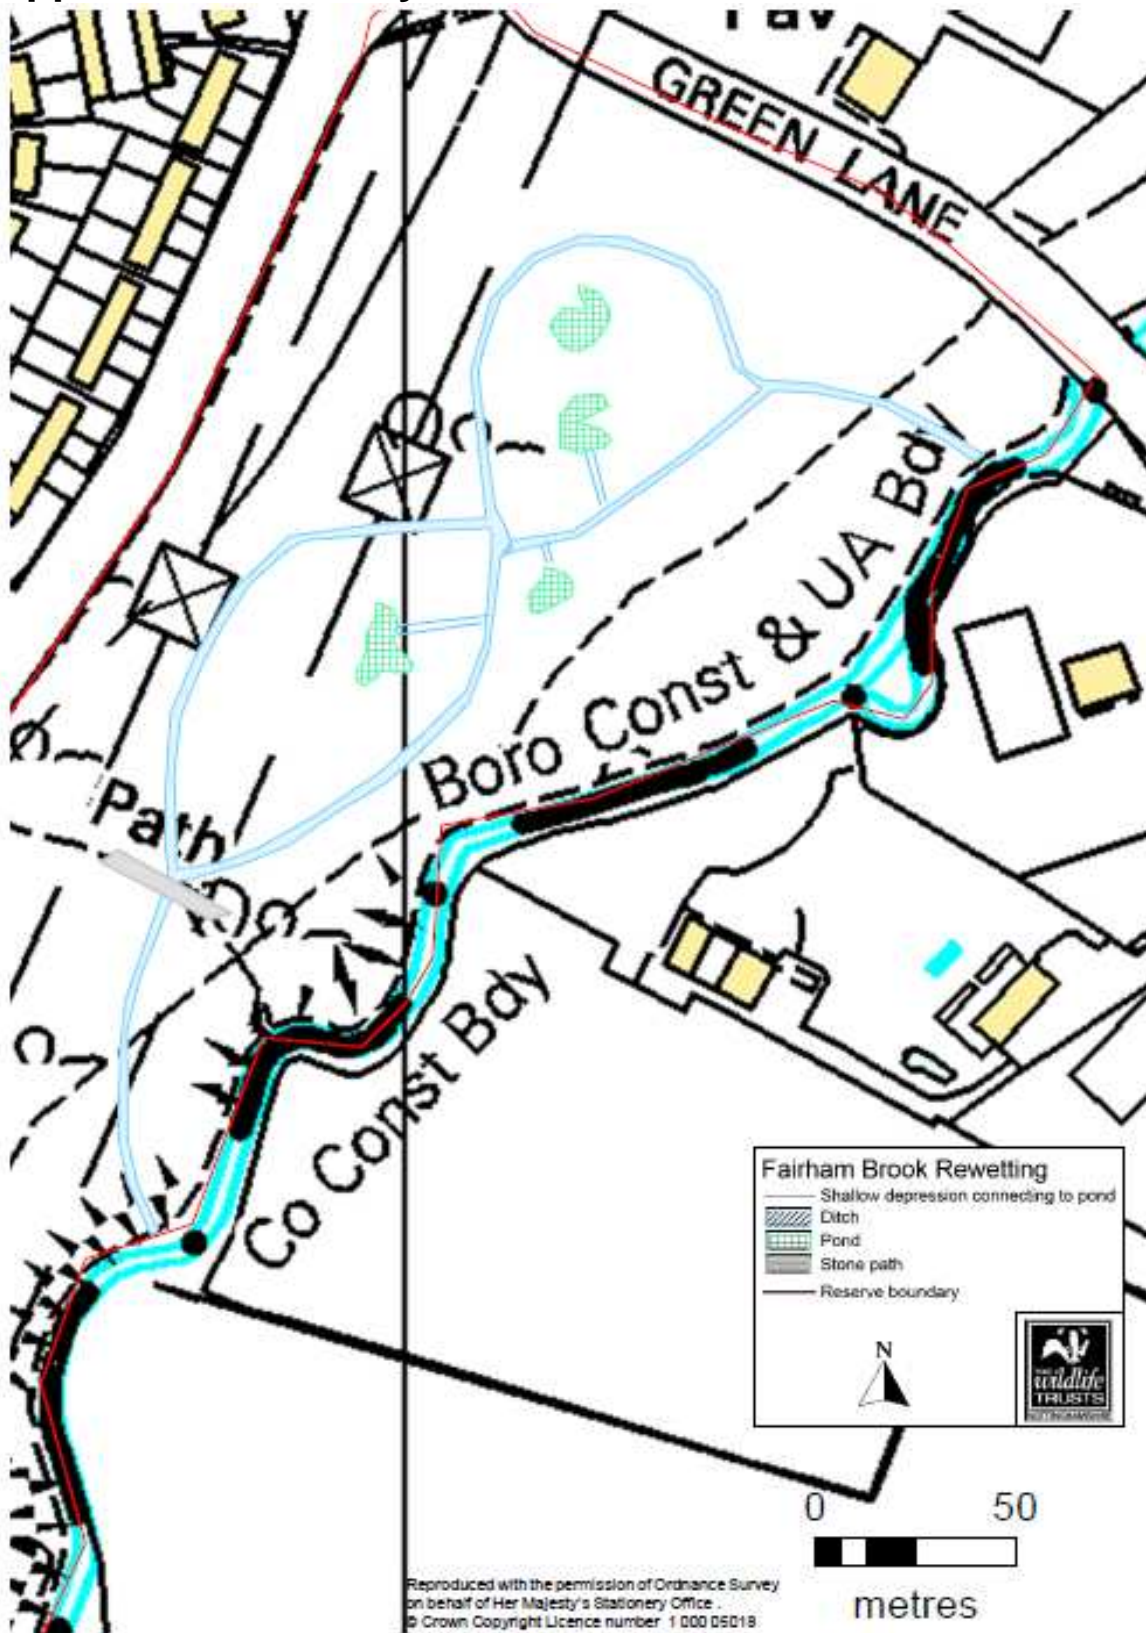 GREEN LANE
Boro Const & UA Bdy
Path
Co Const Bdy
Fairham Brook Rewetting
Shallow depression connecting to pond
Ditch
Pond
Stone path
Reserve boundary
N
wildlife
TRUSTS
NOTTINGHAMSHIRE
0 50
metres
Reproduced with the permission of Ordnance Survey
on behalf of Her Majesty's Stationery Office .
© Crown Copyright Licence number 1 000 05018